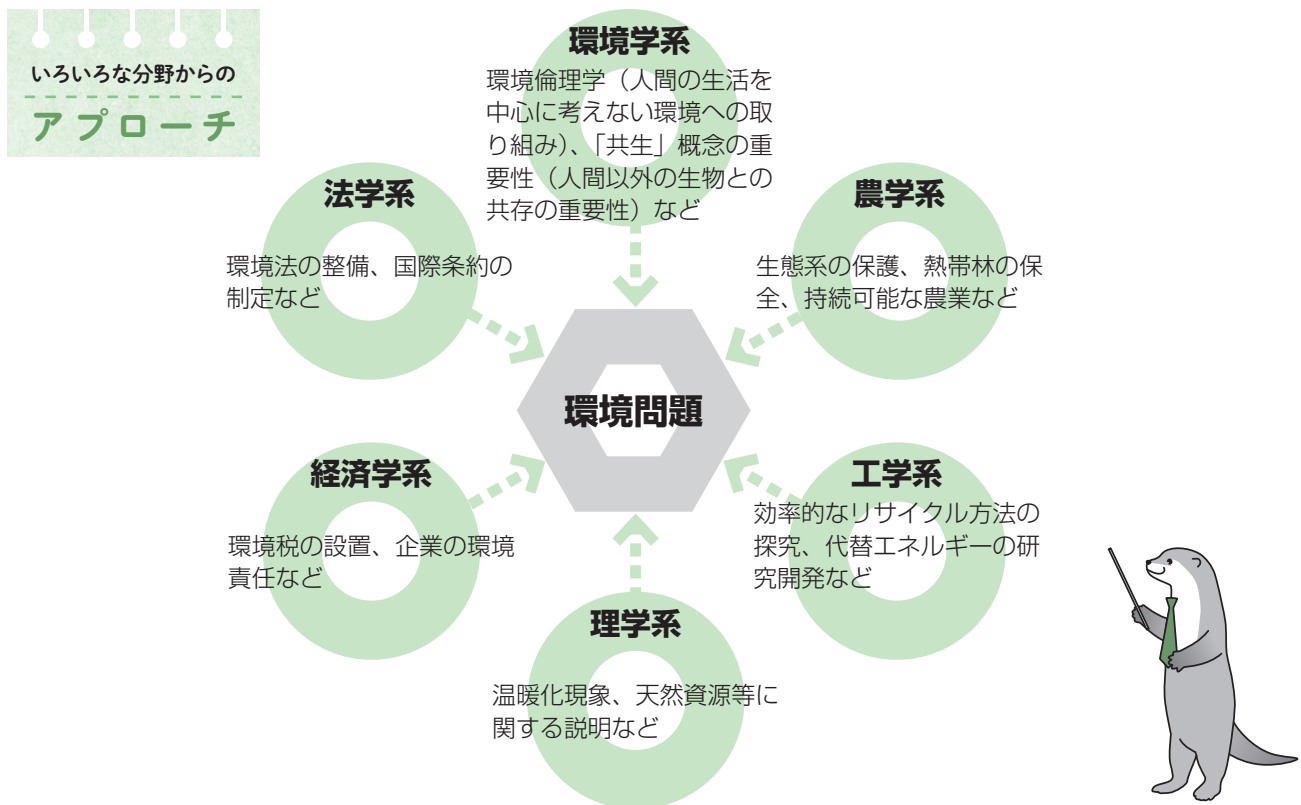 いろいろな分野からの
アプローチ
環境学系
環境倫理学（人間の生活を
中心に考えない環境への取
り組み）、「共生」概念の重
要性（人間以外の生物との
共存の重要性）など
法学系
環境法の整備、国際条約の
制定など
農学系
生態系の保護、熱帯林の保
全、持続可能な農業など
環境問題
経済学系
環境税の設置、企業の環境
責任など
工学系
効率的なリサイクル方法の
探究、代替エネルギーの研
究開発など
理学系
温暖化現象、天然資源等に
関する説明など